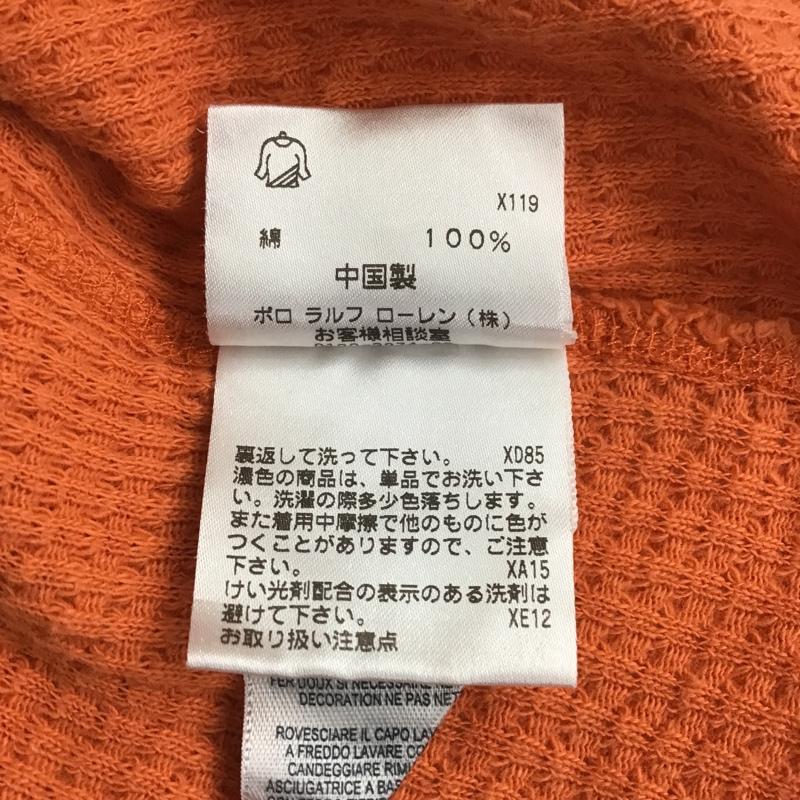 X119
綿 100%
中国製
ポロ ラルフ ローレン(株)
お客様相談室
裏返して洗って下さい。 XD85
濃色の商品は、単品でお洗い下さ
い。洗濯の際多少色落ちします。
また着用中摩擦で他のものに色が
つくことがありますので、ご注意
下さい。 XA15
けい光剤配合の表示のある洗剤は
避けて下さい。 XE12
お取り扱い注意点
FER DOUX SI NECESSAIRE
DECORATION NE PAS NET
ROVESCIARE IL CAPO LAV
A FREDDO LAVARE CO
CANDEGGIARE RIM
ASCIUGATRICE A BAS